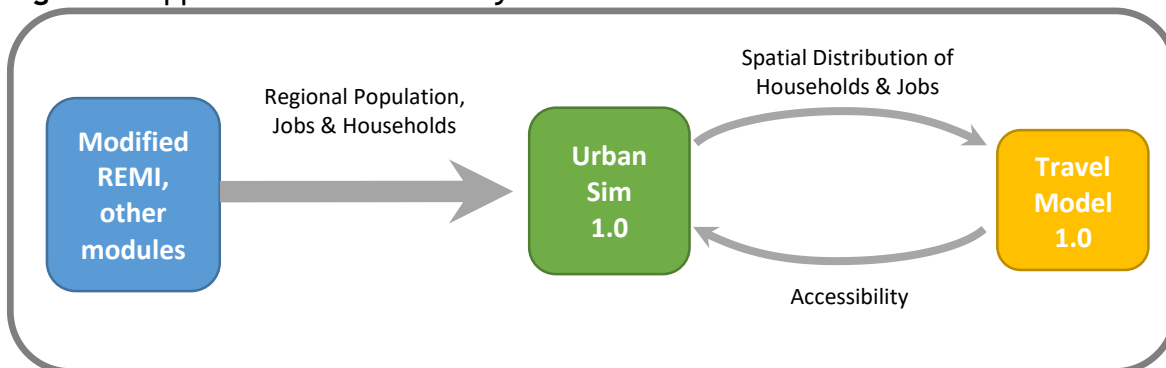 Regional Population,
Jobs & Households
Spatial Distribution of
Households & Jobs
Modified
REMI,
other
modules
Urban
Sim
1.0
Travel
Model
1.0
Accessibility